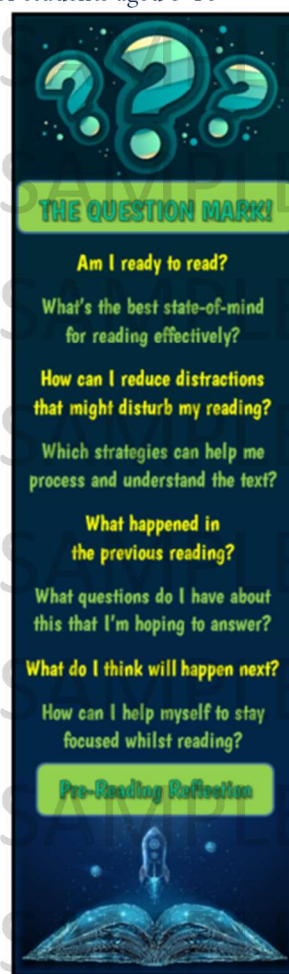 THE QUESTION MARK!
Am I ready to read?
What's the best state-of-mind
for reading effectively?
How can I reduce distractions
that might disturb my reading?
Which strategies can help me
process and understand the text?
What happened in
the previous reading?
What questions do I have about
this that I'm hoping to answer?
What do I think will happen next?
How can I help myself to stay
focused whilst reading?
Pre-Reading Reflection